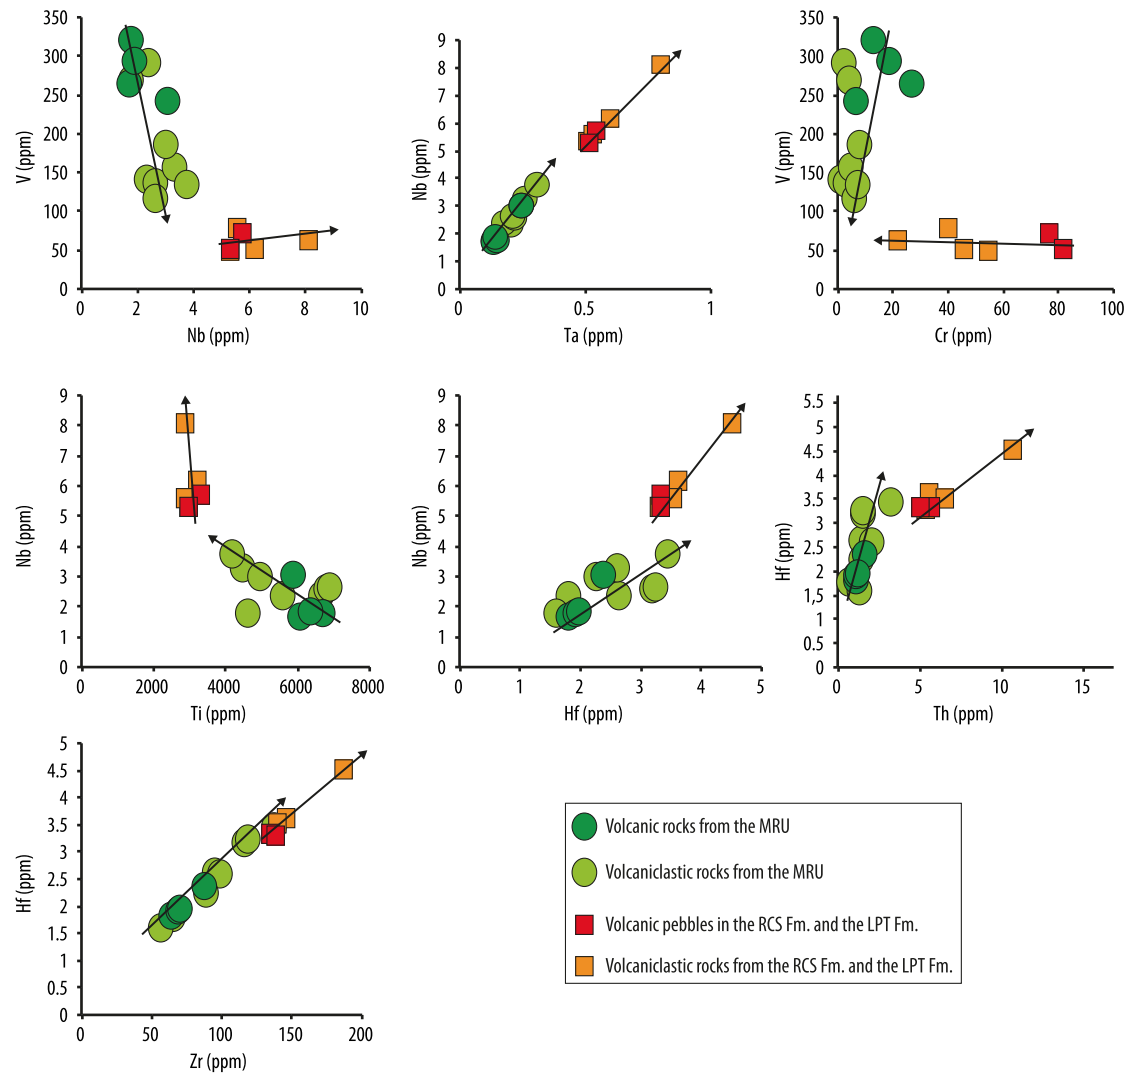 350
300
250
200
150
100
50
0
V (ppm)
0 2 4 6 8 10
Nb (ppm)
9
8
7
6
5
4
3
2
1
0
Nb (ppm)
0 0.5 1
Ta (ppm)
350
300
250
200
150
100
50
0
V (ppm)
0 20 40 60 80 100
Cr (ppm)
9
8
7
6
5
4
3
2
1
0
Nb (ppm)
0 2000 4000 6000 8000
Ti (ppm)
9
8
7
6
5
4
3
2
1
0
Nb (ppm)
0 1 2 3 4 5
Hf (ppm)
5.5
5
4.5
4
3.5
3
2.5
2
1,5
1
0.5
0
Hf (ppm)
0 5 10 15
Th (ppm)
5
4.5
4
3.5
3
2.5
2
1.5
1
0.5
0
Hf (ppm)
0 50 100 150 200
Zr (ppm)
Volcanic rocks from the MRU
Volcaniclastic rocks from the MRU
Volcanic pebbles in the RCS Fm. and the LPT Fm.
Volcaniclastic rocks from the RCS Fm. and the LPT Fm.